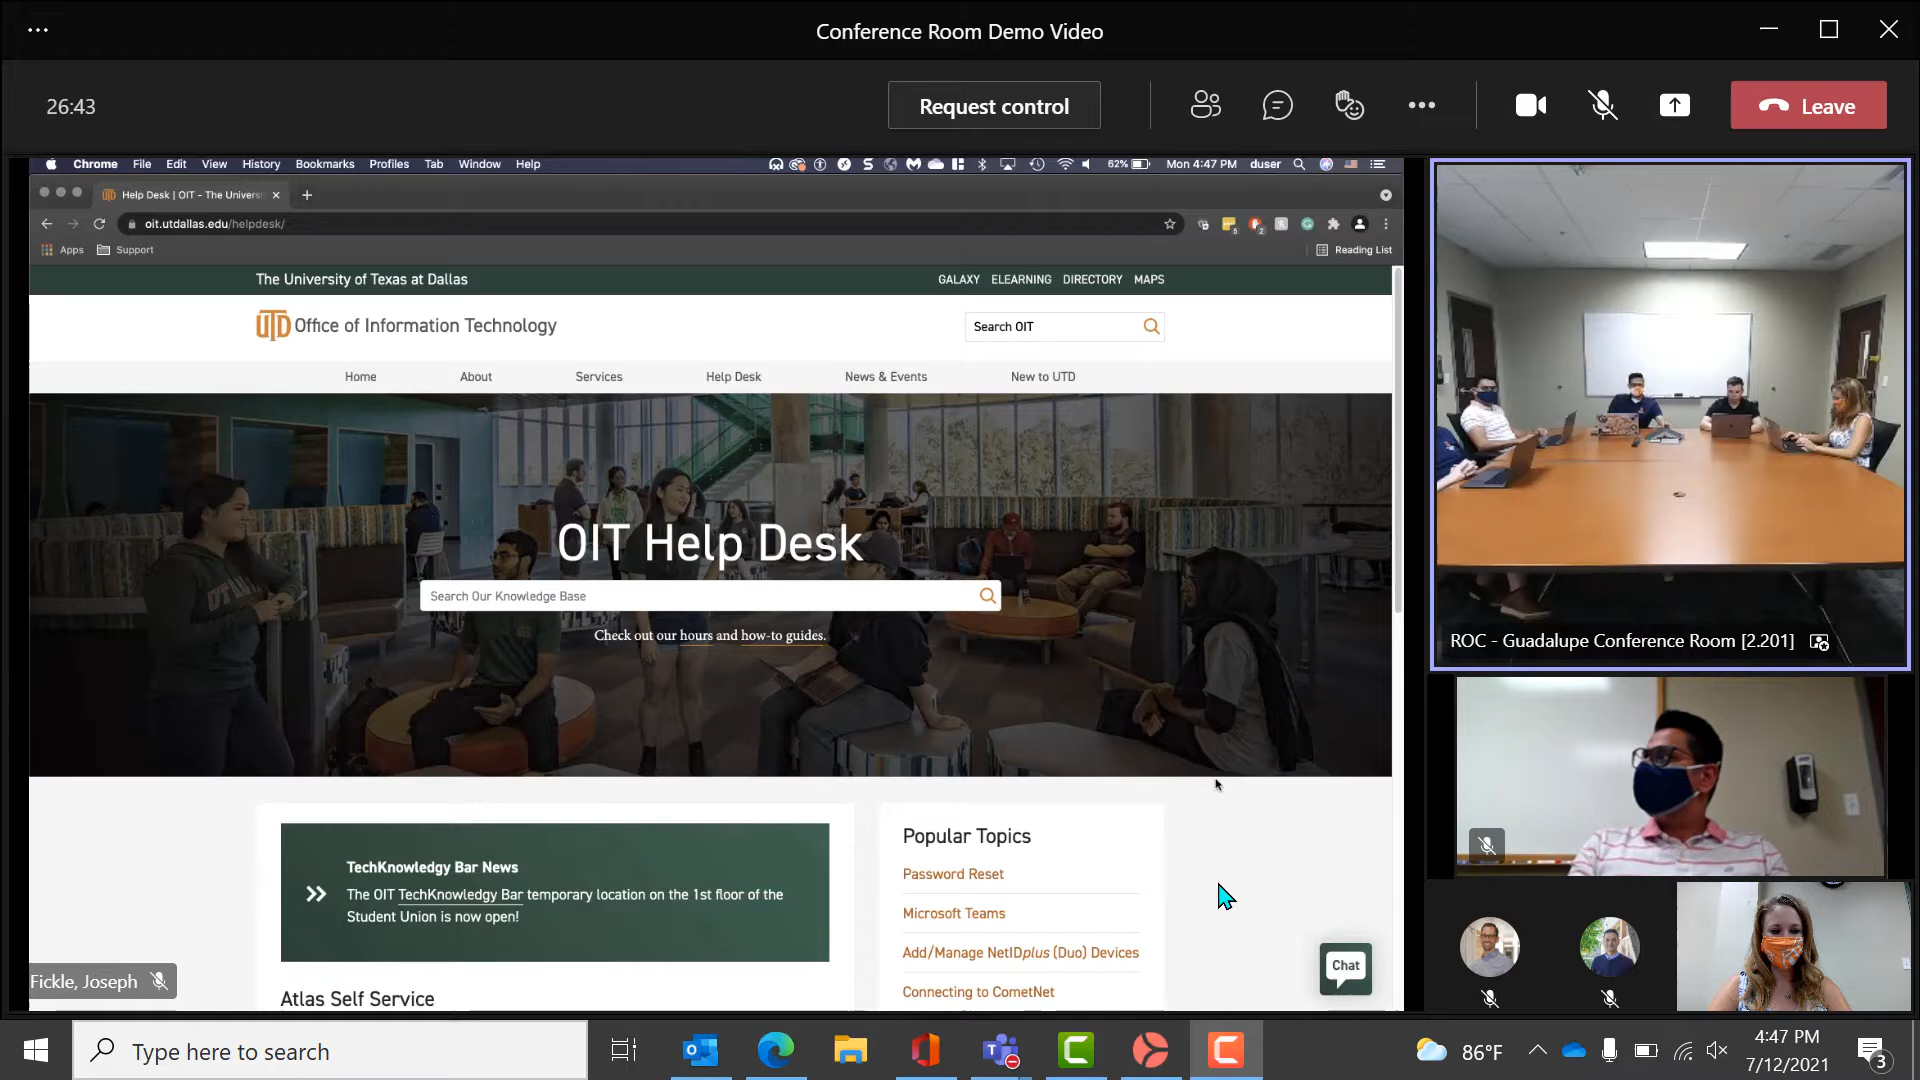 Conference Room Demo Video
26:43
Request control
Leave
Chrome File Edit View History Bookmarks Profiles Tab Window Help
62% Mon 4:47 PM duser
Help Desk | OIT - The Universi
oit.utdallas.edu/helpdesk/
Apps Support Reading List
The University of Texas at Dallas
GALAXY ELEARNING DIRECTORY MAPS
UTD Office of Information Technology
Search OIT
Home About Services Help Desk News & Events New to UTD
OIT Help Desk
Search Our Knowledge Base
Check out our hours and how-to guides.
TechKnowledgy Bar News
The OIT TechKnowledgy Bar temporary location on the 1st floor of the
Student Union is now open!
Atlas Self Service
Popular Topics
Password Reset
Microsoft Teams
Add/Manage NetIDplus (Duo) Devices
Connecting to CometNet
Chat
Fickle, Joseph
ROC - Guadalupe Conference Room [2.201]
Type here to search
86°F
4:47 PM
7/12/2021
3